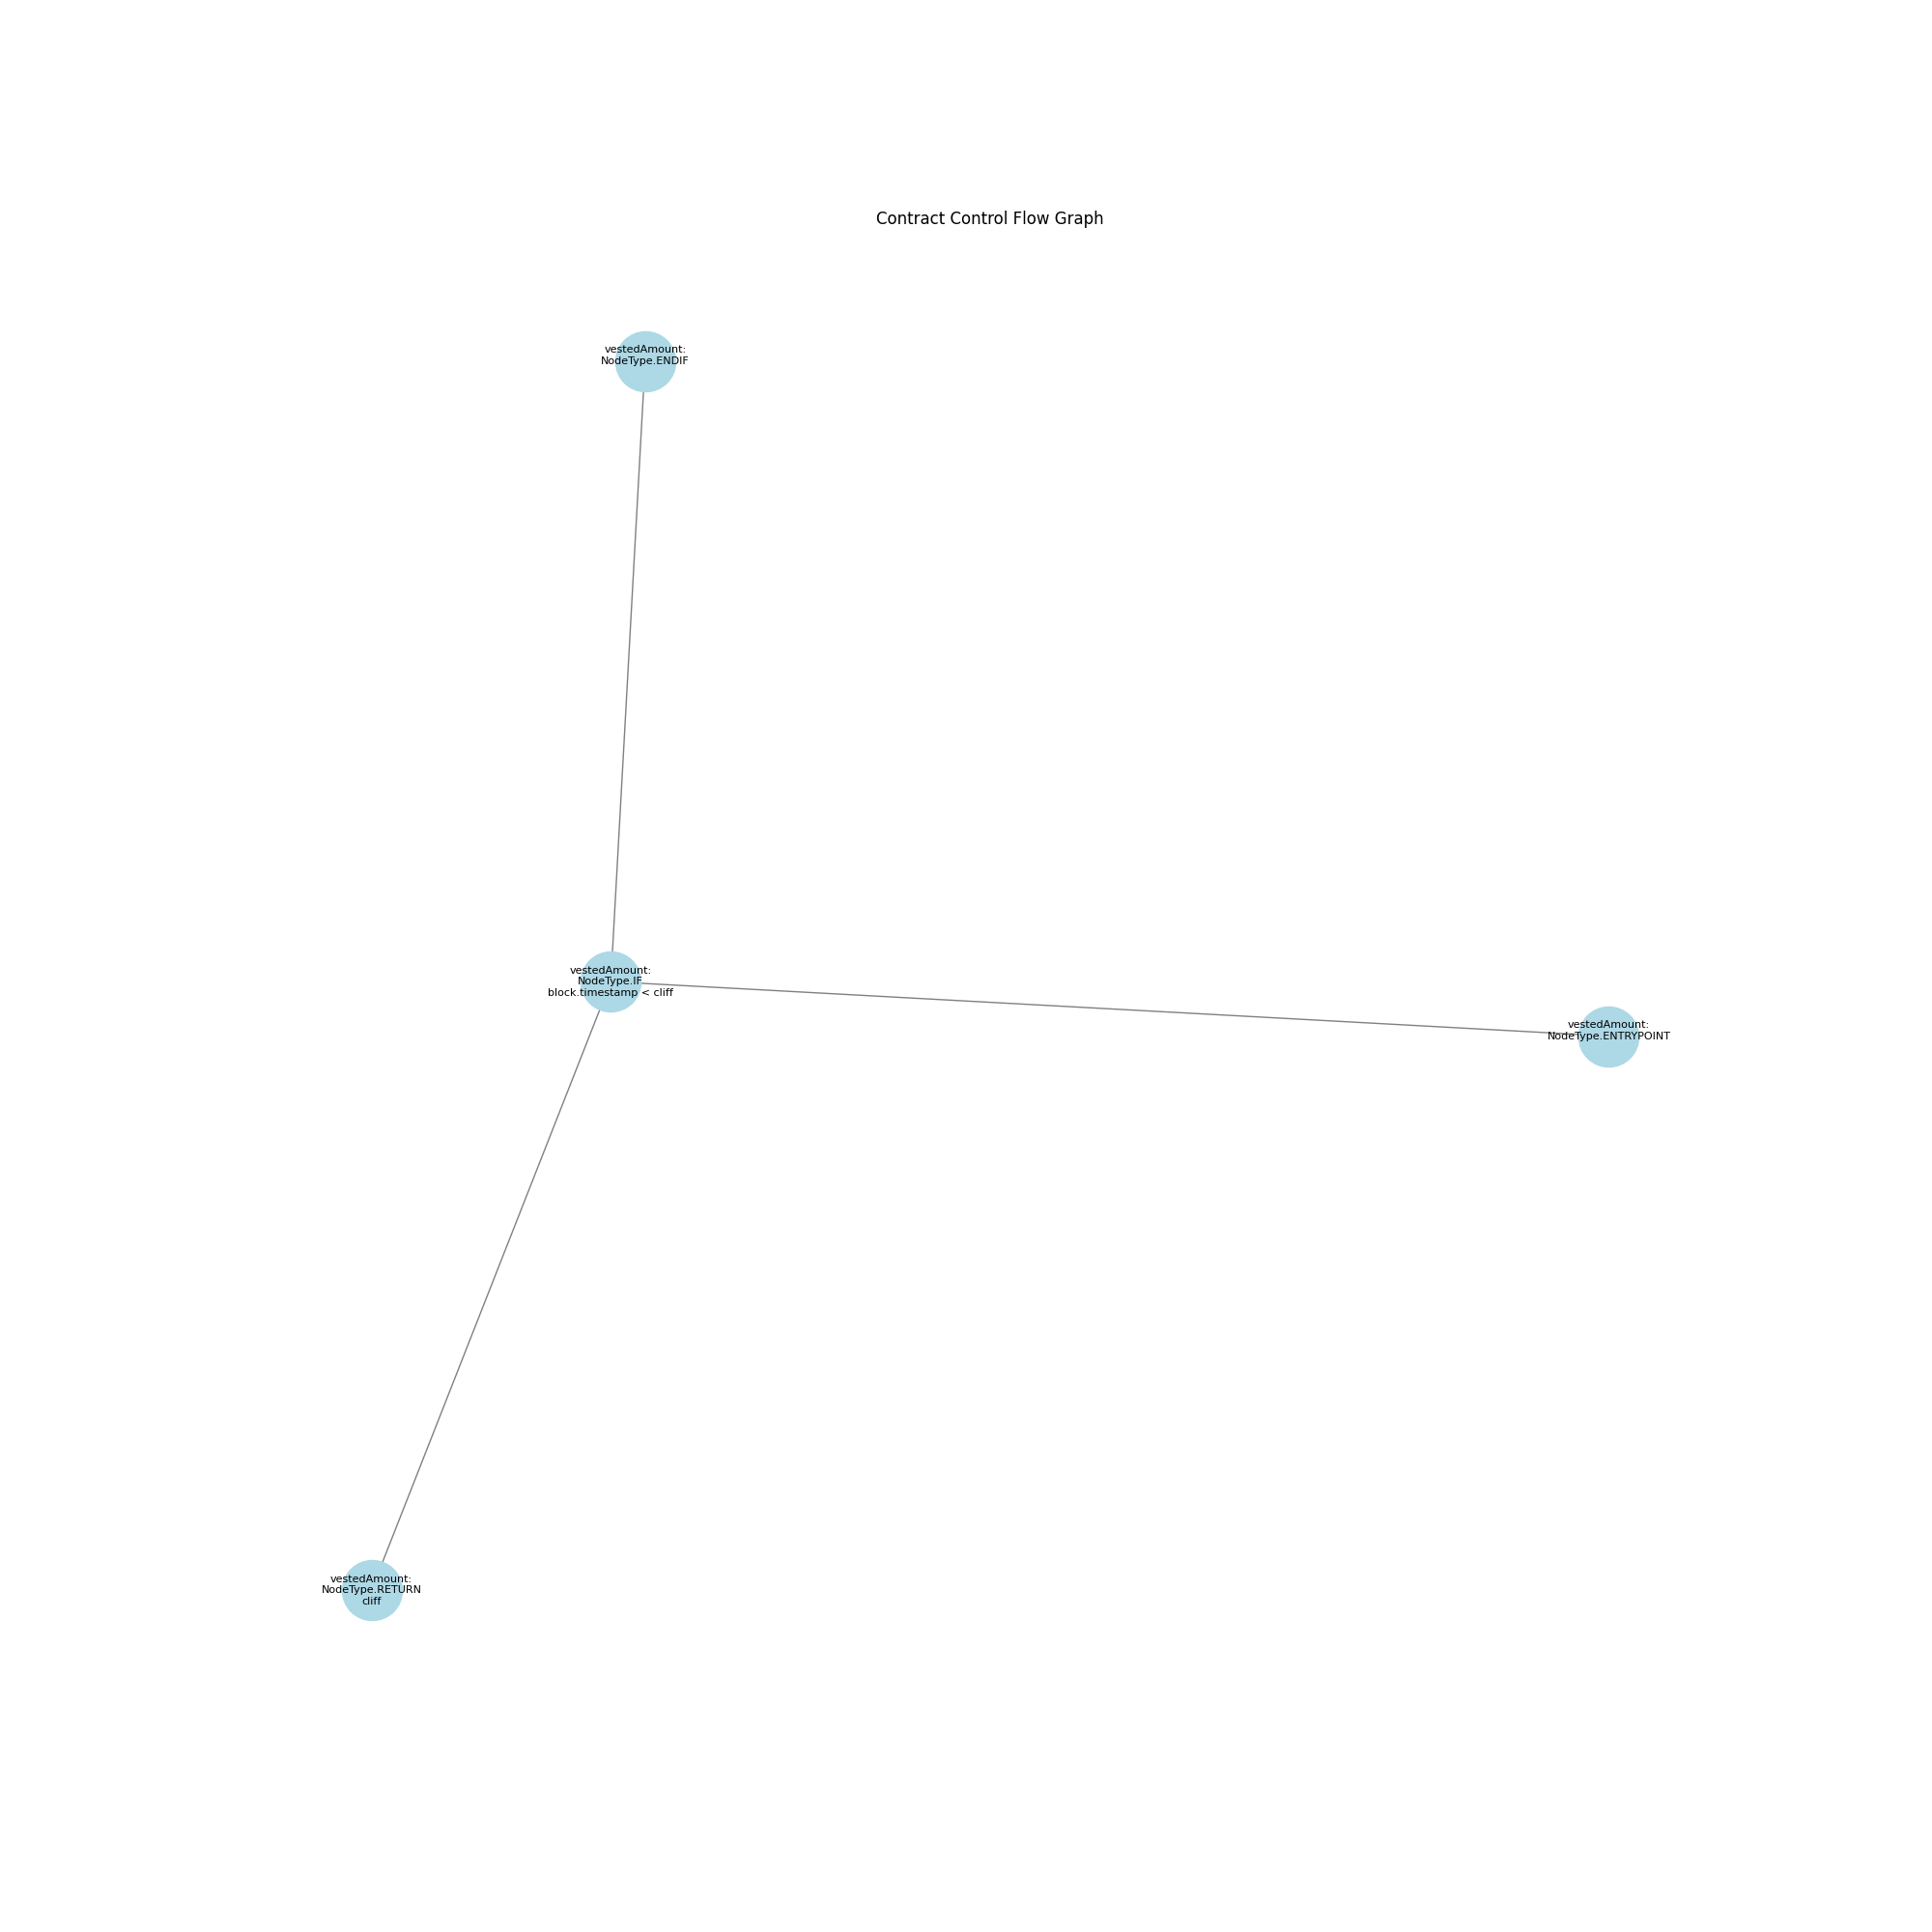 Contract Control Flow Graph
vestedAmount:
NodeType.ENDIF
vestedAmount:
NodeType.IF
block.timestamp < cliff
vestedAmount:
NodeType.ENTRYPOINT
vestedAmount:
NodeType.RETURN
cliff